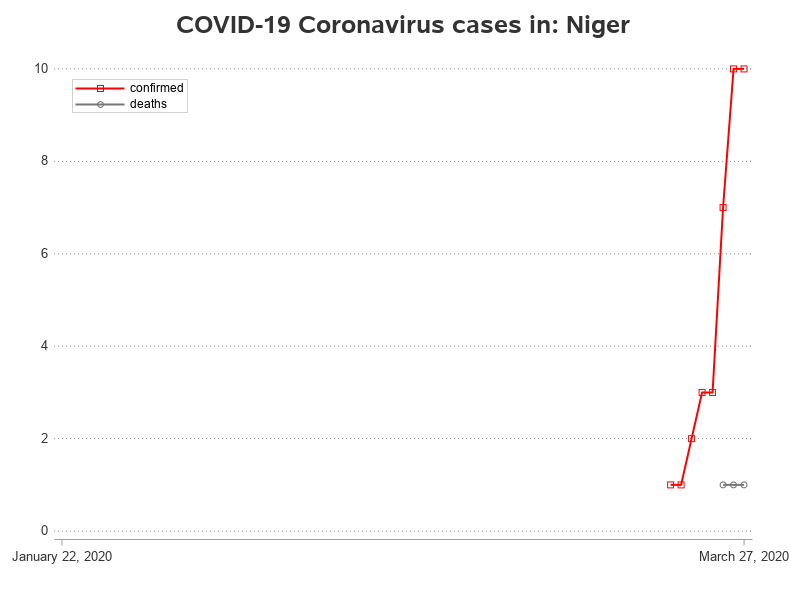 COVID-19 Coronavirus cases in: Niger
10
confirmed
deaths
8
6
4
2
0
January 22, 2020
March 27, 2020